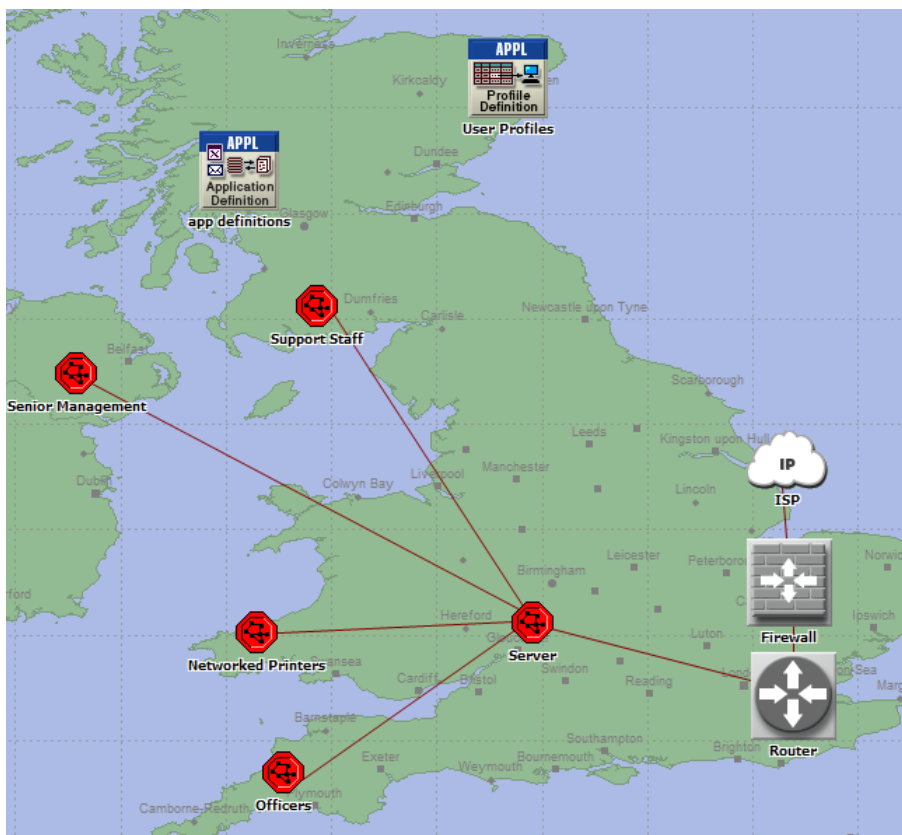 Inverness
APPL
Kirkcaldy
Profile
Definition
User Profiles
APPL
Application
Definition
app definitions
Dundee
Glasgow
Edinburgh
Dumfries
Support Staff
Carlisle
Newcastle upon Tyne
Belfast
Senior Management
Scarborough
Leeds
Kingston upon Hull
IP
ISP
Dublin
Colwyn Bay
Liverpool
Manchester
Lincoln
Leicester
Peterboro
Norwi
Birmingham
Hereford
Ipswich
Firewall
Networked Printers
Server
Luton
Swansea
Cardiff
Bristol
Swindon
Reading
Router
Barnstaple
Exeter
Weymouth
Bournemouth
Southampton
Brighton
Officers
Plymouth
Camborne-Redruth